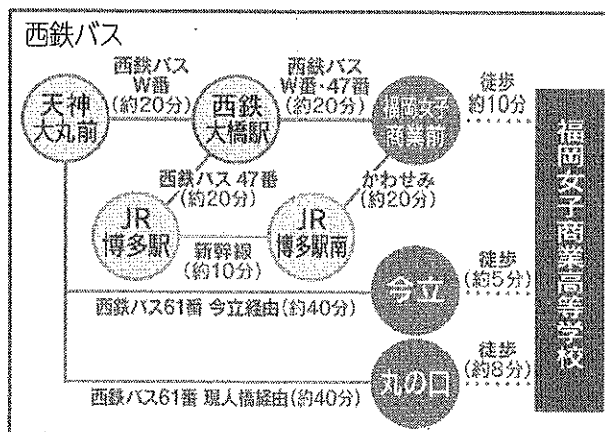 西鉄バス
西鉄バス
W番
(約20分)
西鉄バス
W番・47番
(約20分)
徒歩
約10分
天神
大丸前
西鉄
大橋駅
福岡女子
商業前
西鉄バス 47番
(約20分)
かわせみ
(約20分)
JR
博多駅
新幹線
(約10分)
JR
博多駅南
福岡女子商業高等学校
今立
徒歩
(約5分)
西鉄バス61番 今立経由(約40分)
丸の口
徒歩
(約8分)
西鉄バス61番 現人橋経由(約40分)